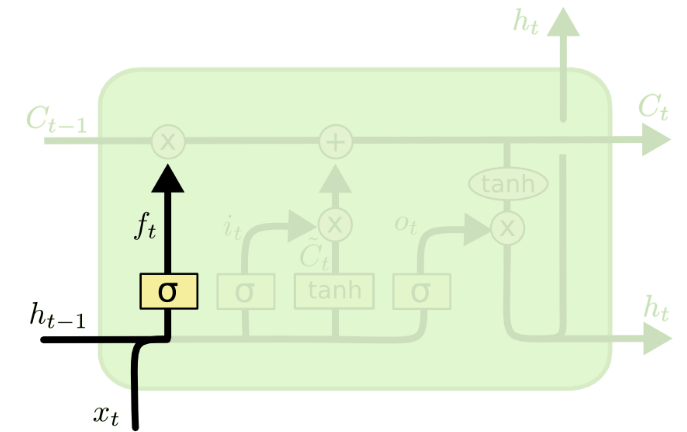 h_t
C_{t-1}
x
+
C_t
tanh
f_t
i_t
x
o_t
x
C̃_t
σ
σ
tanh
σ
h_{t-1}
h_t
x_t